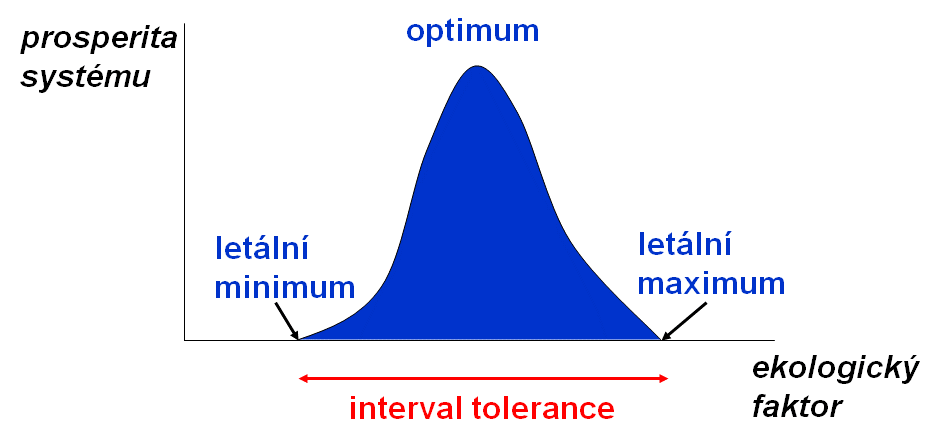 prosperita
systému
optimum
letální
minimum
letální
maximum
ekologický
faktor
interval tolerance